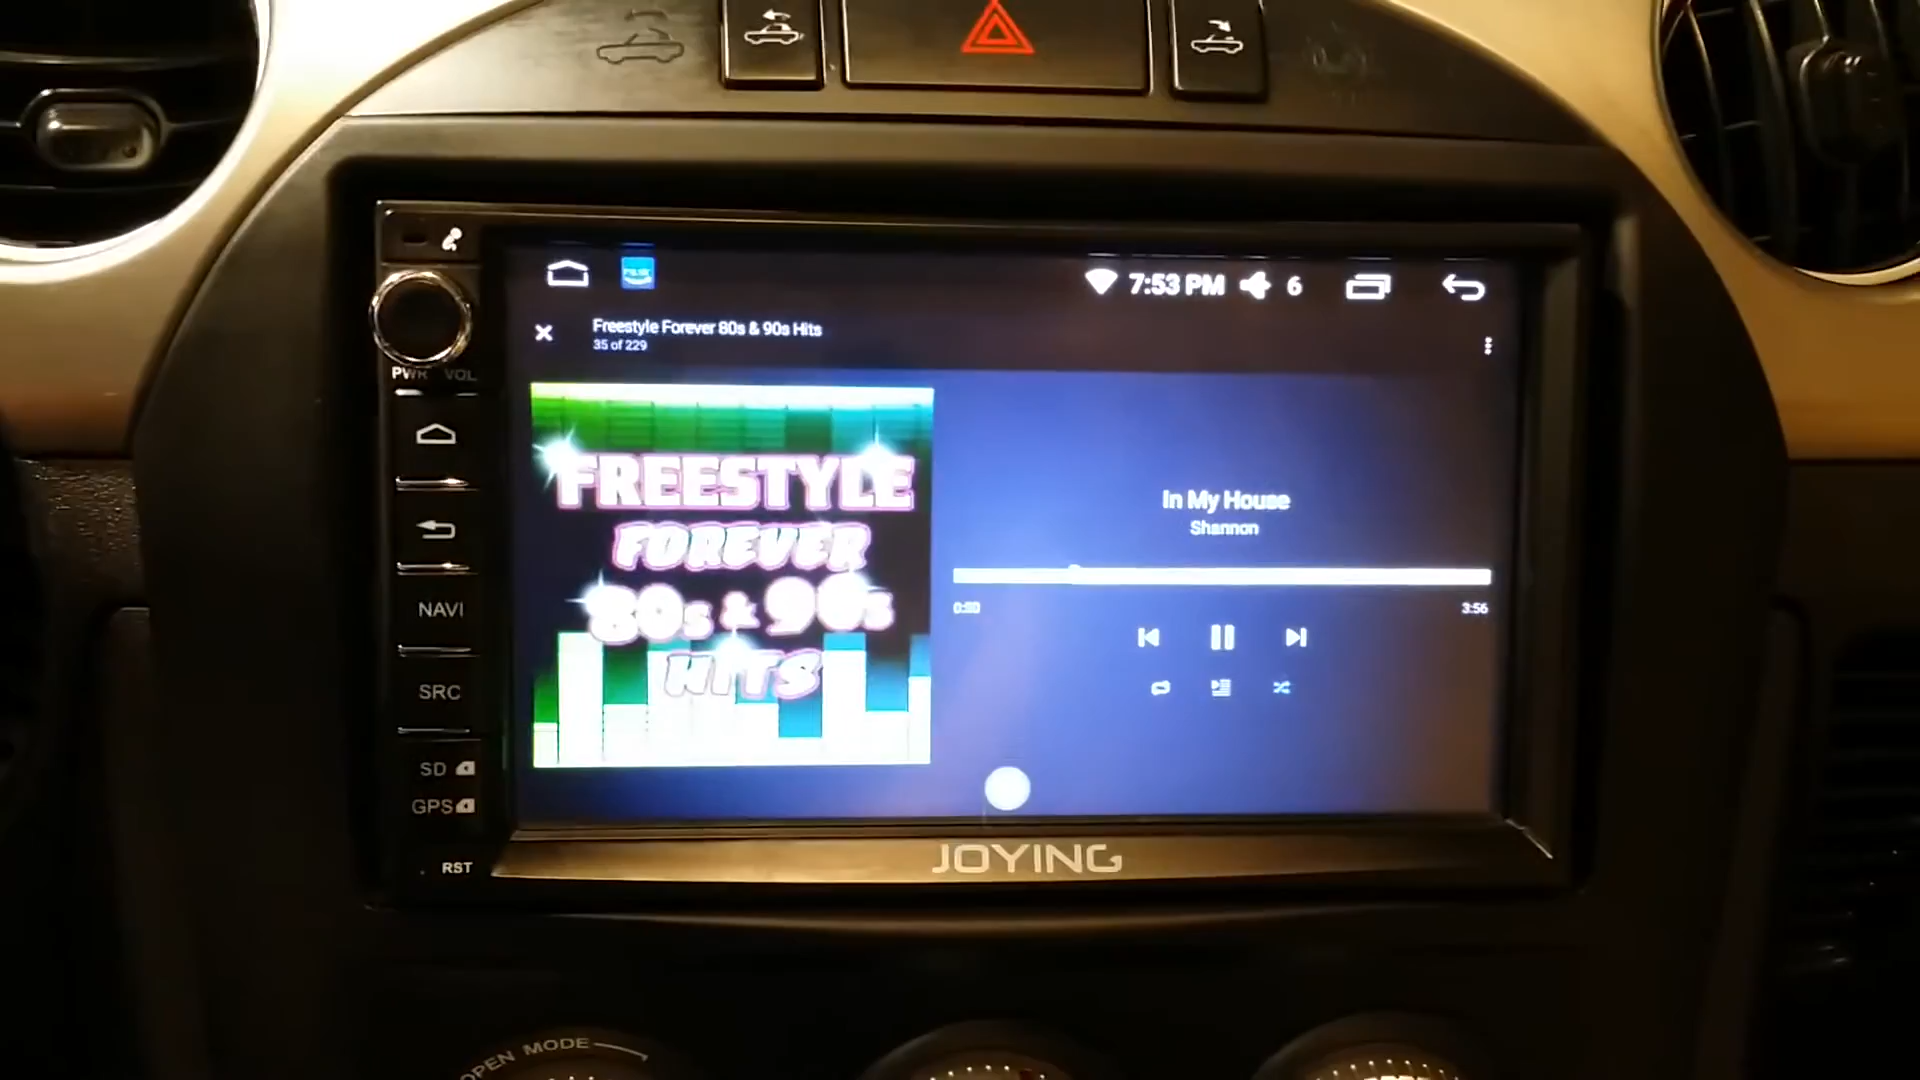 7:53 PM 6
Freestyle Forever 80s & 90s Hits
35 of 229
PWR VOL
FREESTYLE
FOREVER
80s & 90s
HITS
In My House
Shannon
0:50
3:56
NAVI
SRC
SD
GPS
RST
JOYING
OPEN MODE